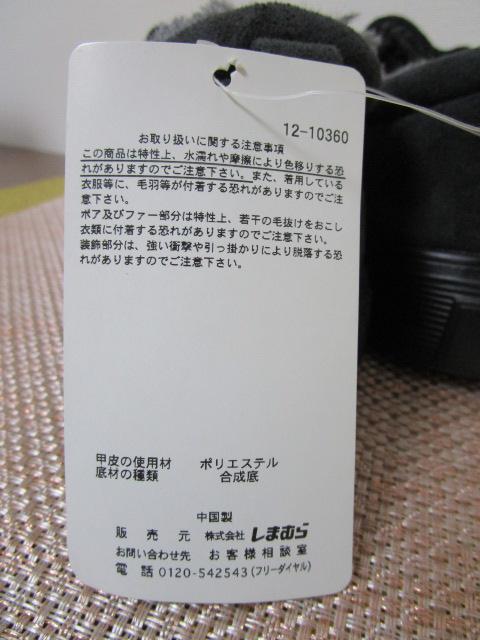 12-10360
お取り扱いに関する注意事項
この商品は特性上、水濡れや摩擦により色移りする恐
れがありますのでご注意下さい。また、着用している
衣服等に、毛羽等が付着する恐れがありますのでご注
意下さい。
ボア及びファー部分は特性上、若干の毛抜けをおこし
衣類に付着する恐れがありますのでご注意下さい。
装飾部分は、強い衝撃や引っ掛かりにより脱落する恐
れがありますのでご注意下さい。
甲皮の使用材 ポリエステル
底材の種類 合成底
中国製
販売元 株式会社 しまむら
お問い合わせ先 お客様相談室
電話 0120-542543(フリーダイヤル)